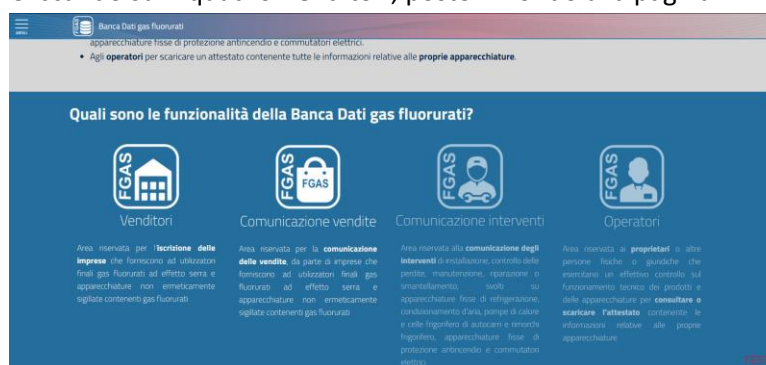 Banca Dati gas fluorurati
apparecchiature fisse di protezione antincendio e commutatori elettrici.
• Agli operatori per scaricare un attestato contenente tutte le informazioni relative alle proprie apparecchiature.
Quali sono le funzionalità della Banca Dati gas fluorurati?
FGAS
Venditori
Area riservata per l'iscrizione delle
imprese che forniscono ad utilizzatori
finali gas fluorurati ad effetto serra e
apparecchiature non ermeticamente
sigillate contenenti gas fluorurati
FGAS
FGAS
Comunicazione vendite
Area riservata per la comunicazione
delle vendite, da parte di imprese che
forniscono ad utilizzatori finali gas
fluorurati ad effetto serra e
apparecchiature non ermeticamente
sigillate contenenti gas fluorurati
FGAS
Comunicazione interventi
Area riservata alla comunicazione degli
interventi di installazione, controllo delle
perdite, manutenzione, riparazione o
smantellamento, svolti su
apparecchiature fisse di refrigerazione,
condizionamento d'aria, pompe di calore
e celle frigorifero di autocarri e rimorchi
frigorifero, apparecchiature fisse di
protezione antincendio e commutatori
elettrici
FGAS
Operatori
Area riservata ai proprietari o altre
persone fisiche o giuridiche che
esercitano un effettivo controllo sul
funzionamento tecnico dei prodotti e
delle apparecchiature per consultare o
scaricare l'attestato contenente le
informazioni relative alle proprie
apparecchiature